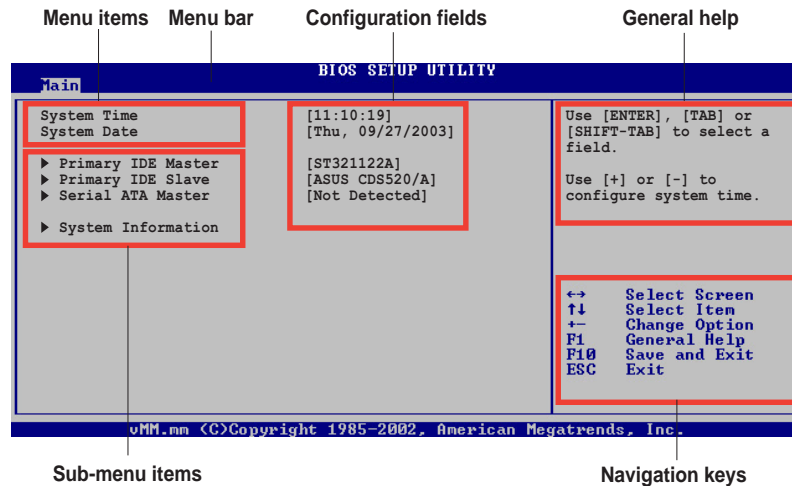 Menu items Menu bar Configuration fields General help
BIOS SETUP UTILITY
Main
System Time [11:10:19]
System Date [Thu, 09/27/2003]
▶ Primary IDE Master [ST321122A]
▶ Primary IDE Slave [ASUS CDS520/A]
▶ Serial ATA Master [Not Detected]
▶ System Information
Use [ENTER], [TAB] or
[SHIFT-TAB] to select a
field.
Use [+] or [-] to
configure system time.
←→ Select Screen
↑↓ Select Item
+- Change Option
F1 General Help
F10 Save and Exit
ESC Exit
vMM.mm (C)Copyright 1985-2002, American Megatrends, Inc.
Sub-menu items Navigation keys